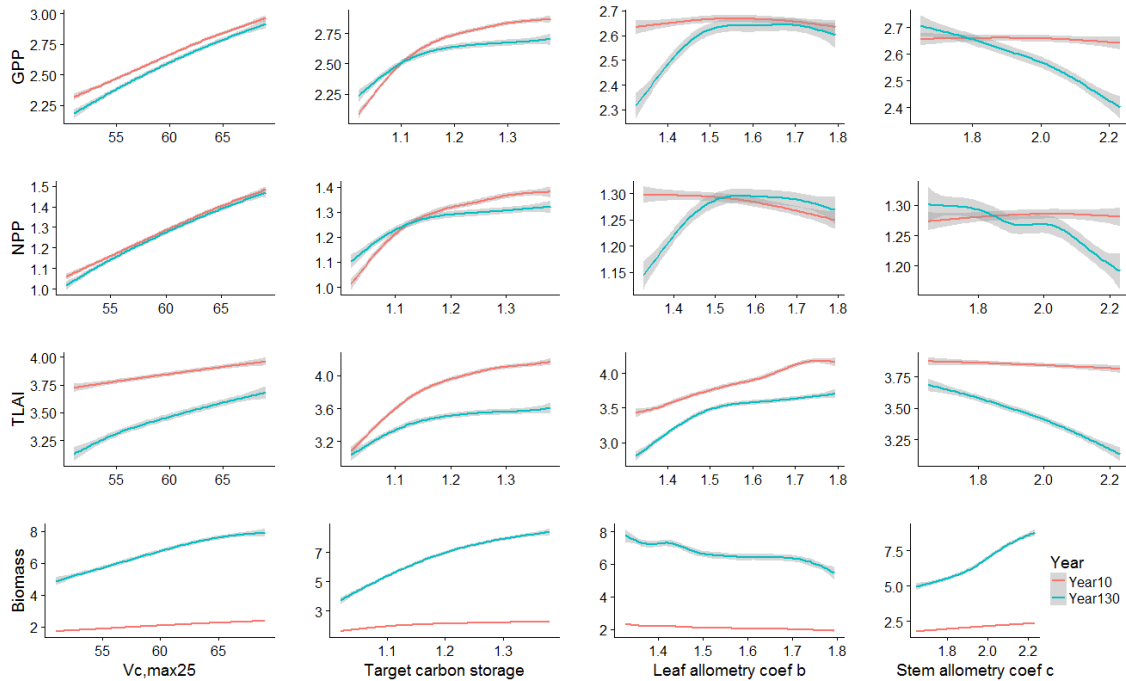 GPP
3.00
2.75
2.50
2.25
55 60 65
2.75
2.50
2.25
1.1 1.2 1.3
2.7
2.6
2.5
2.4
2.3
1.4 1.5 1.6 1.7 1.8
2.7
2.6
2.5
2.4
1.8 2.0 2.2
NPP
1.5
1.4
1.3
1.2
1.1
1.0
55 60 65
1.4
1.3
1.2
1.1
1.0
1.1 1.2 1.3
1.30
1.25
1.20
1.15
1.4 1.5 1.6 1.7 1.8
1.30
1.25
1.20
1.8 2.0 2.2
TLAI
4.00
3.75
3.50
3.25
55 60 65
4.0
3.6
3.2
1.1 1.2 1.3
4.0
3.5
3.0
1.4 1.5 1.6 1.7 1.8
3.75
3.50
3.25
1.8 2.0 2.2
Biomass
8
6
4
2
55 60 65
Vc,max25
7
5
3
1.1 1.2 1.3
Target carbon storage
8
6
4
2
1.4 1.5 1.6 1.7 1.8
Leaf allometry coef b
7.5
5.0
2.5
1.8 2.0 2.2
Stem allometry coef c
Year
Year10
Year130